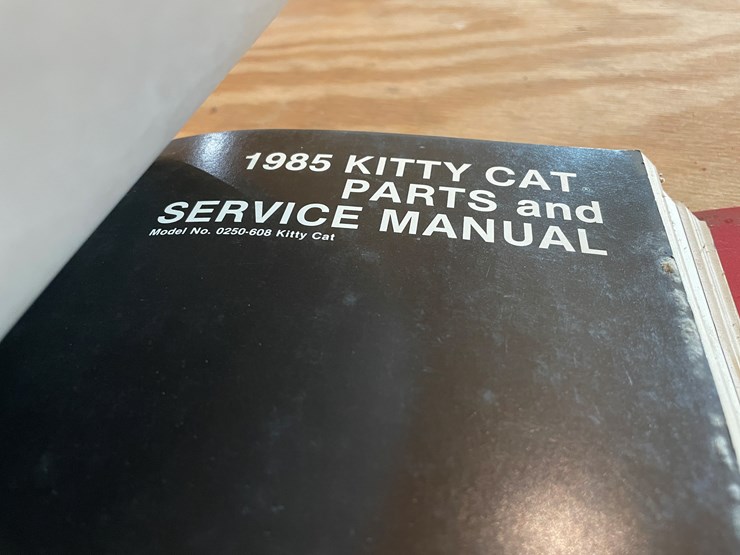 1985 KITTY CAT
PARTS and
SERVICE MANUAL
Model No. 0250-608 Kitty Cat